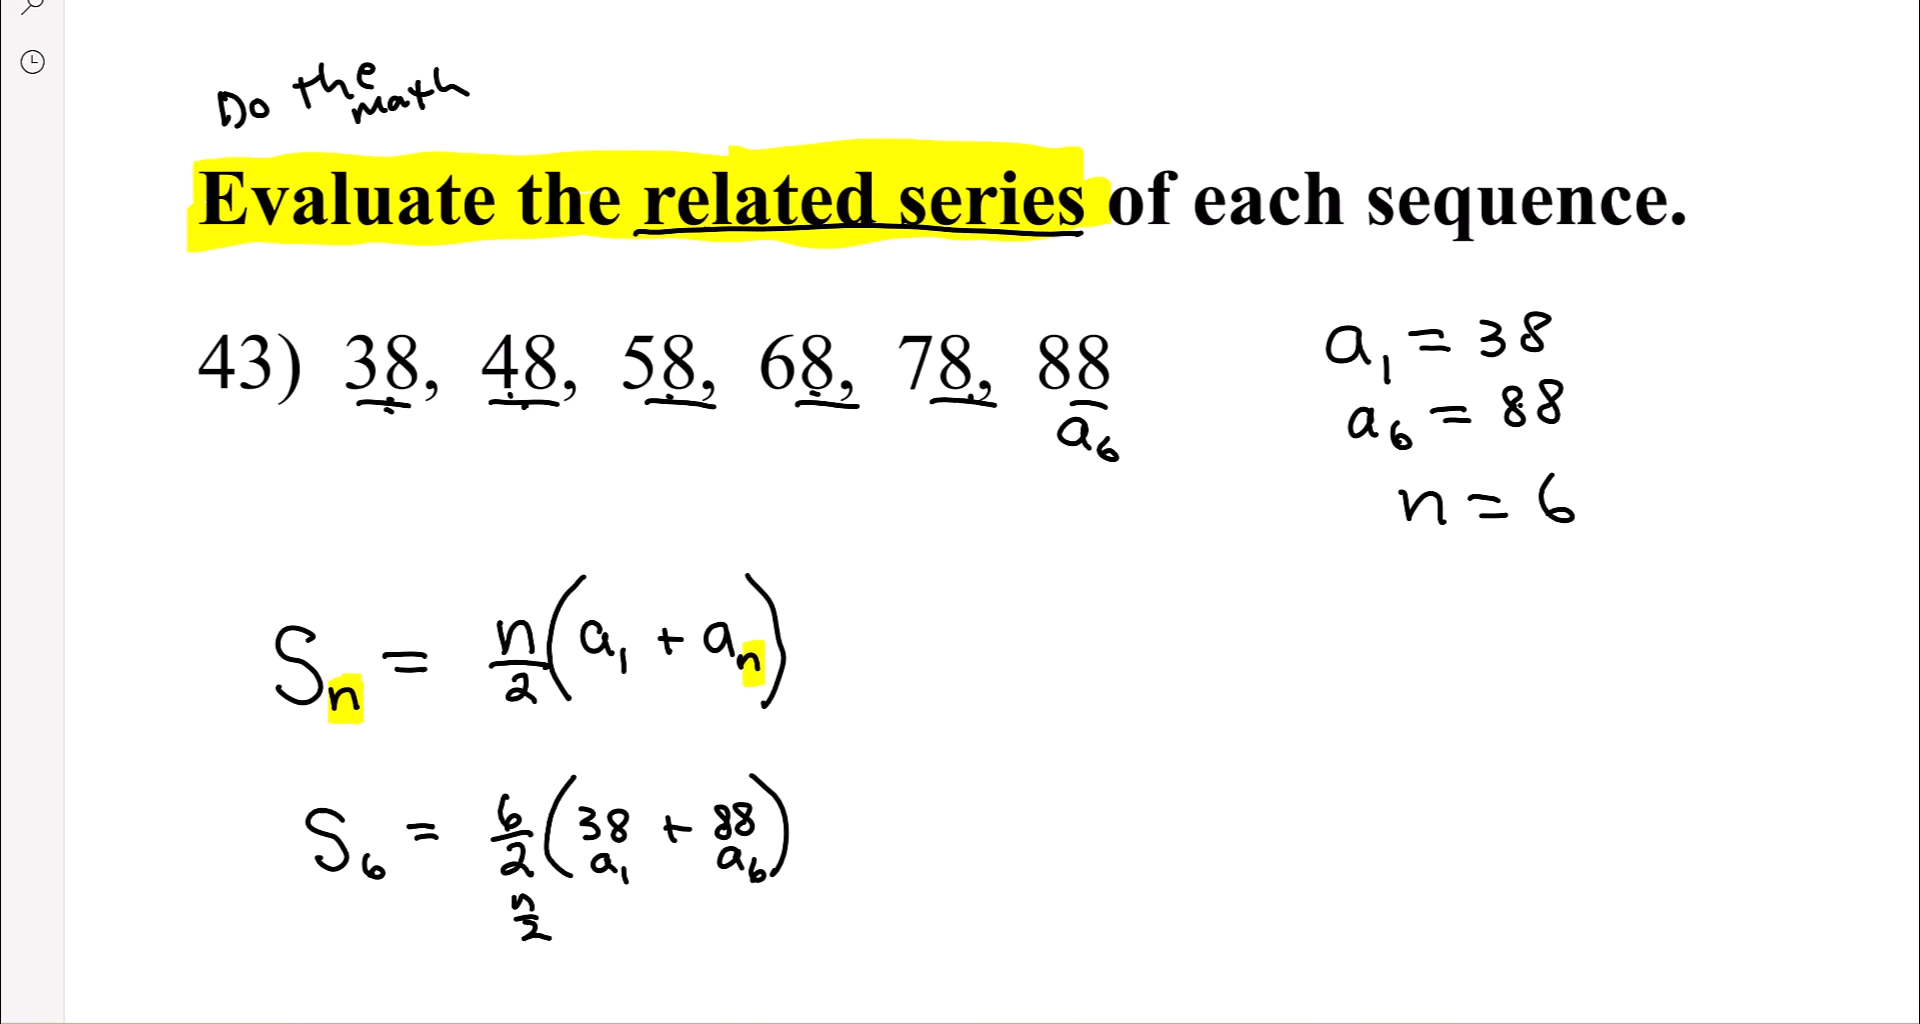 Do the math
Evaluate the related series of each sequence.
43) 38, 48, 58, 68, 78, 88
a₆
a₁ = 38
a₆ = 88
n = 6
Sₙ = n/2 (a₁ + aₙ)
S₆ = 6/2 (38 + 88)
a₁ a₆
n/2